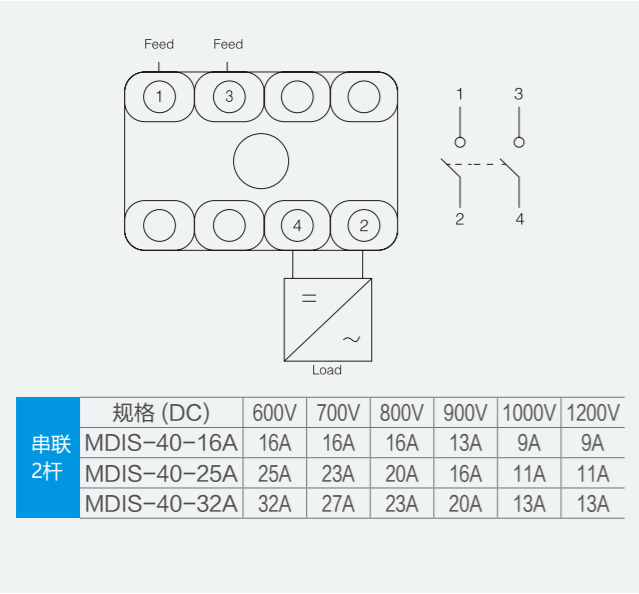 Feed Feed
1 3
4 2
Load
1 3
2 4
串联
2杆
规格 (DC) 600V 700V 800V 900V 1000V 1200V
MDIS-40-16A 16A 16A 16A 13A 9A 9A
MDIS-40-25A 25A 23A 20A 16A 11A 11A
MDIS-40-32A 32A 27A 23A 20A 13A 13A